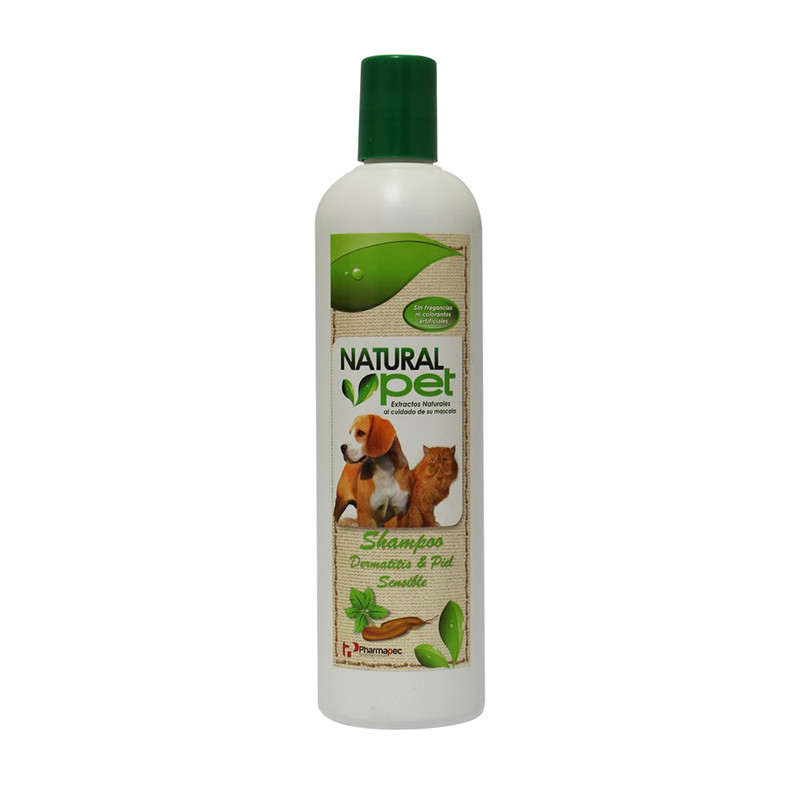 Sin fragancias
ni colorantes
artificiales
NATURAL
pet
Extractos Naturales
al cuidado de su mascota
Shampoo
Dermatitis & Piel
Sensible
Pharmapec